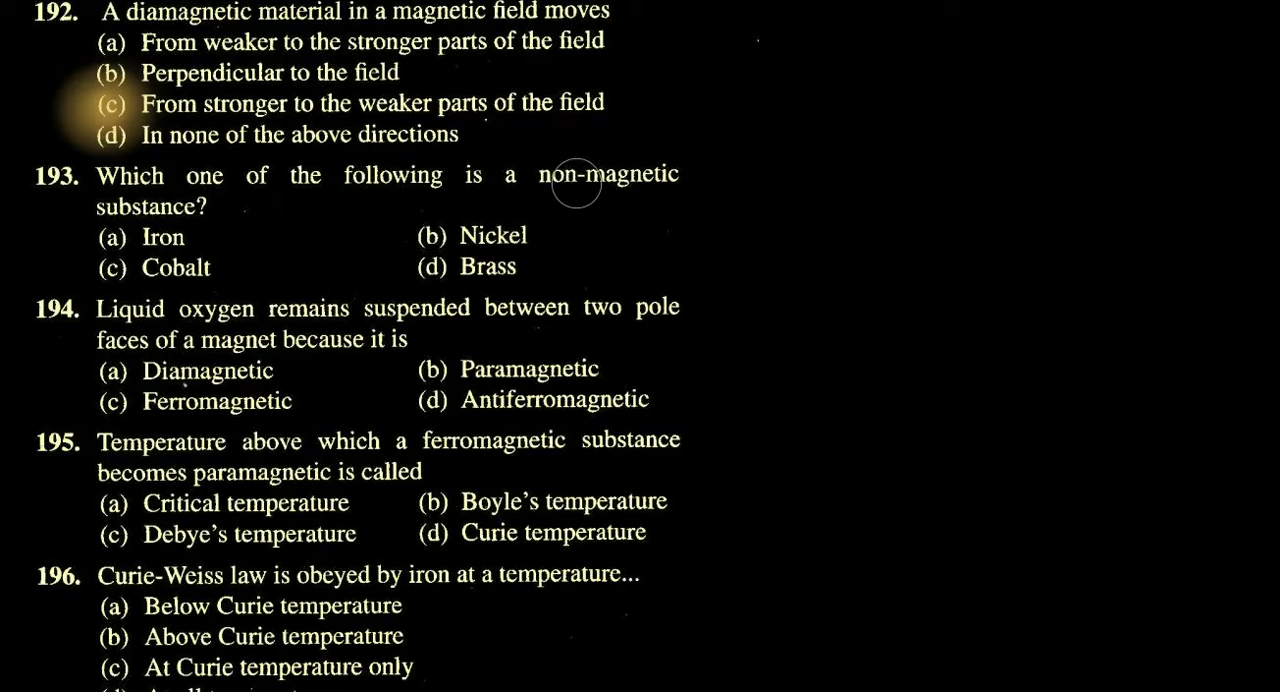 192. A diamagnetic material in a magnetic field moves
(a) From weaker to the stronger parts of the field
(b) Perpendicular to the field
(c) From stronger to the weaker parts of the field
(d) In none of the above directions
193. Which one of the following is a non-magnetic
substance?
(a) Iron (b) Nickel
(c) Cobalt (d) Brass
194. Liquid oxygen remains suspended between two pole
faces of a magnet because it is
(a) Diamagnetic (b) Paramagnetic
(c) Ferromagnetic (d) Antiferromagnetic
195. Temperature above which a ferromagnetic substance
becomes paramagnetic is called
(a) Critical temperature (b) Boyle's temperature
(c) Debye's temperature (d) Curie temperature
196. Curie-Weiss law is obeyed by iron at a temperature...
(a) Below Curie temperature
(b) Above Curie temperature
(c) At Curie temperature only